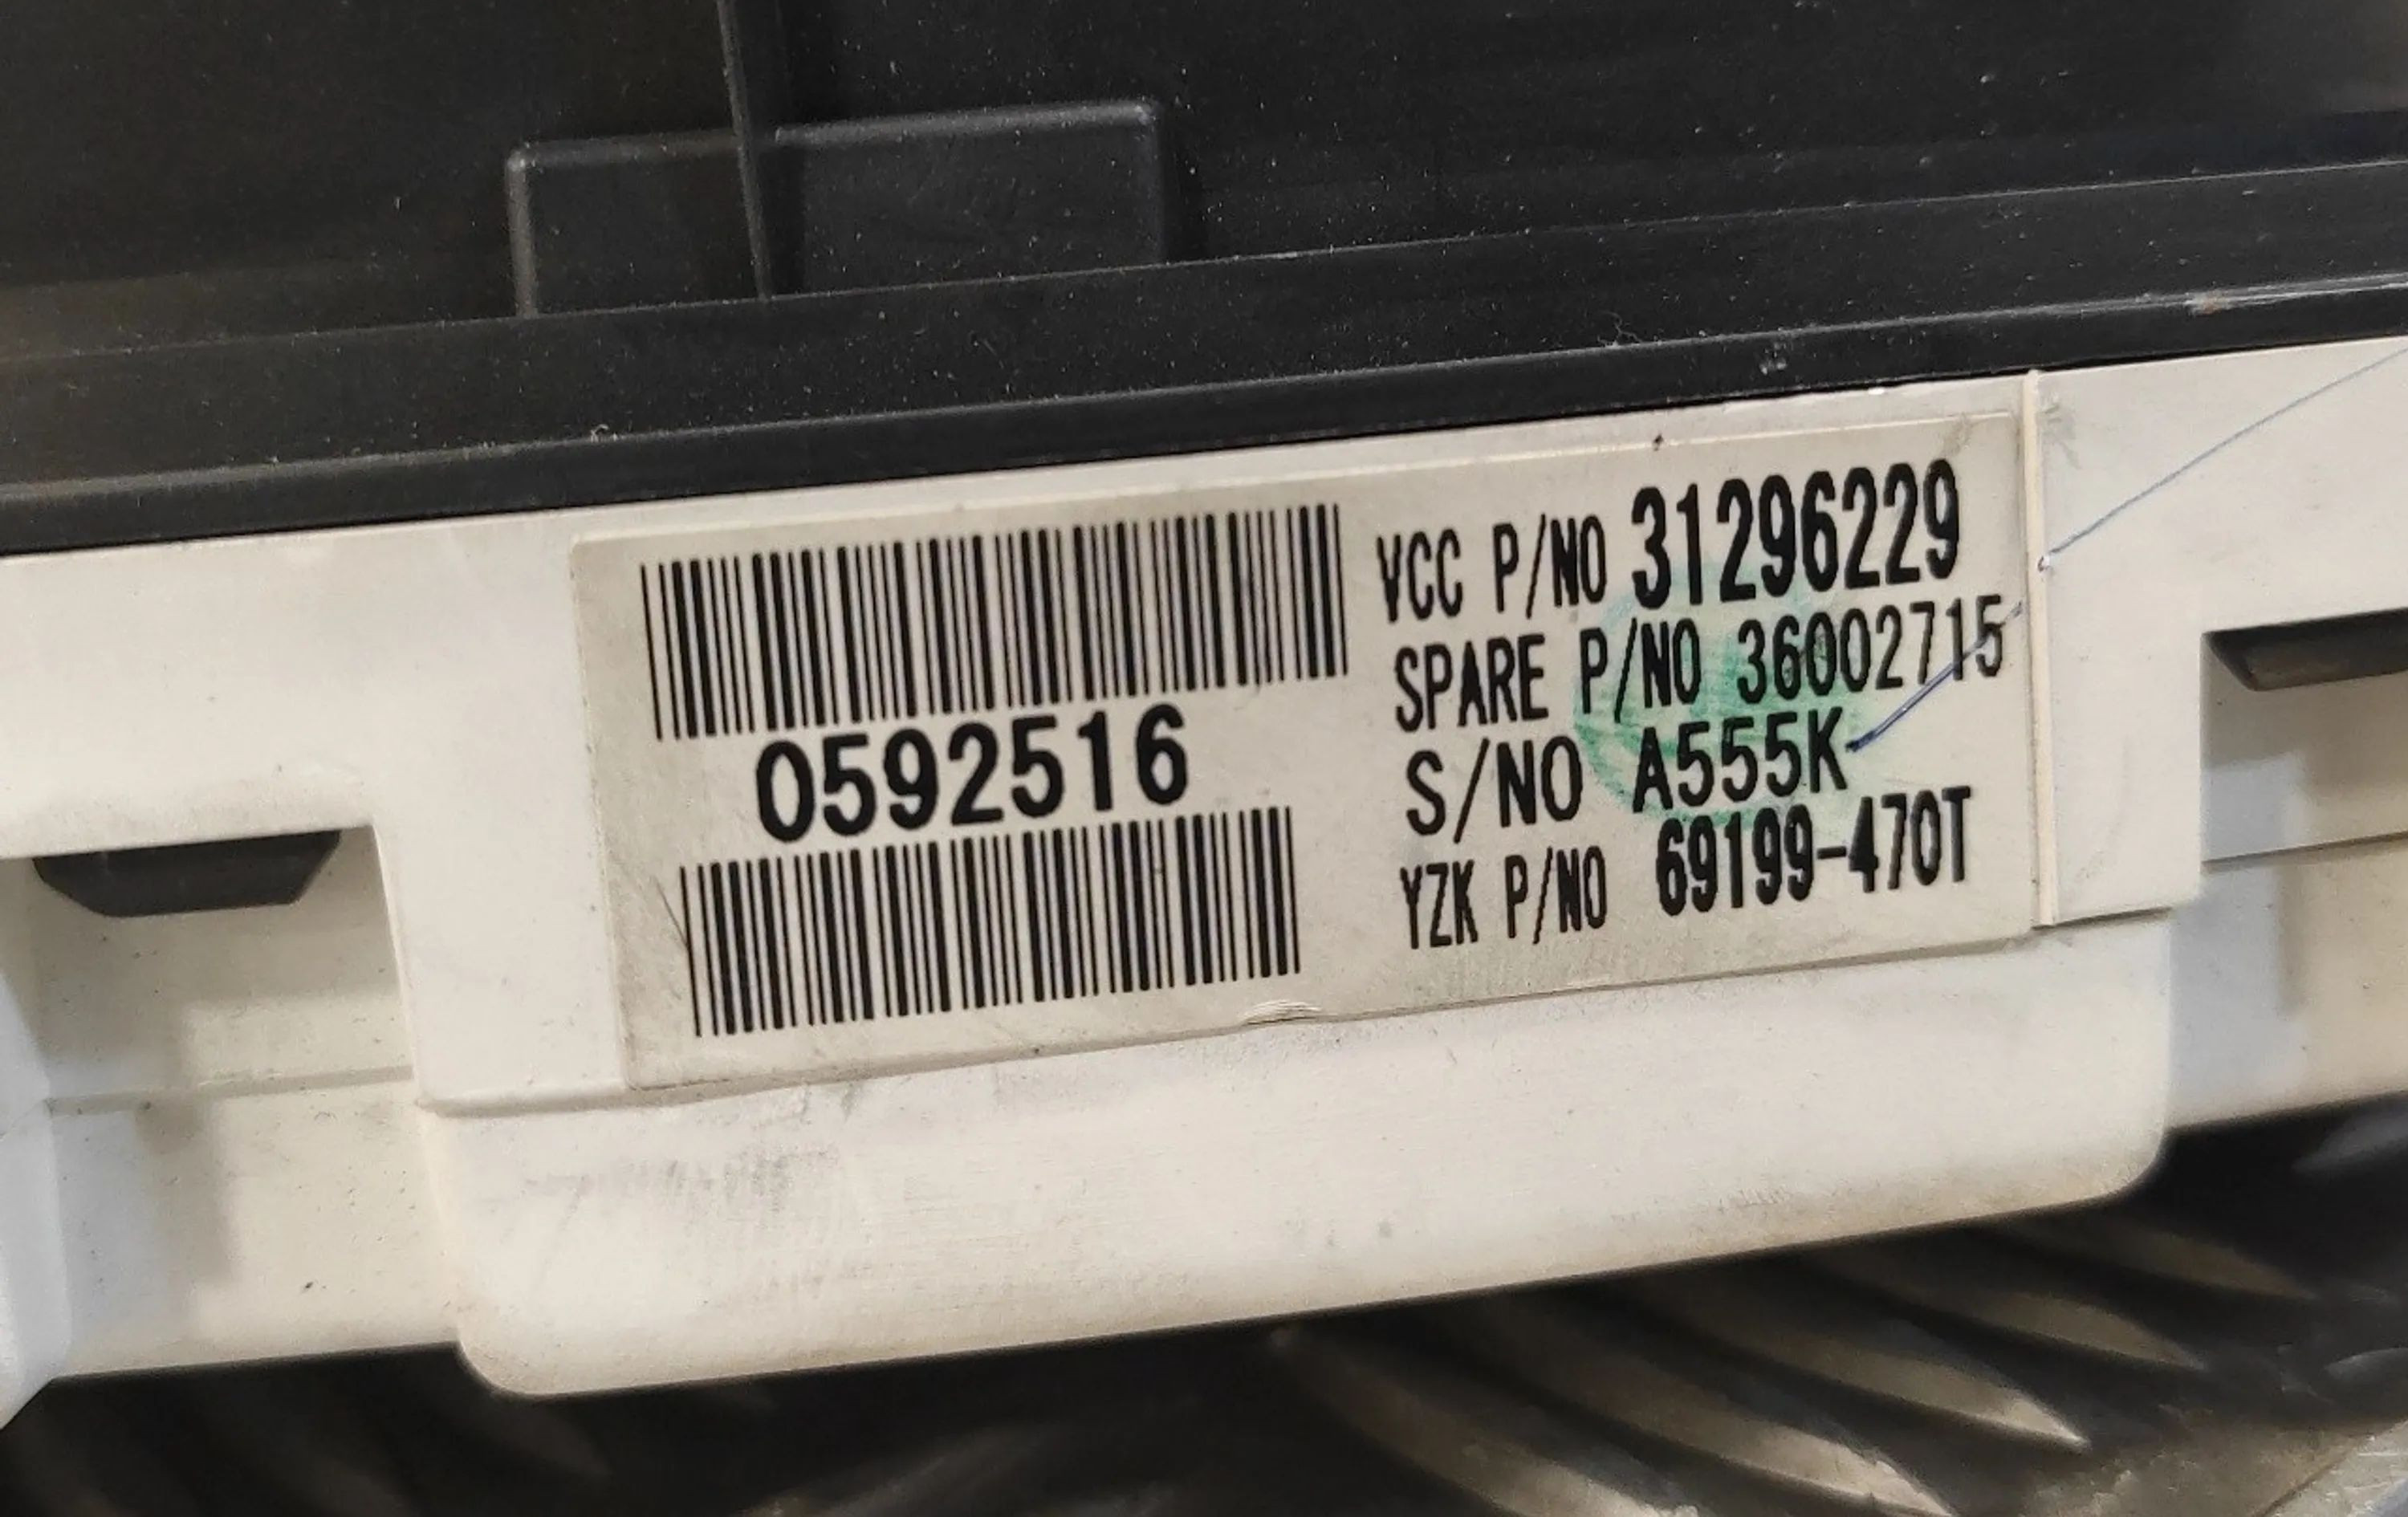 0592516
VCC P/NO 31296229
SPARE P/NO 36002715
S/NO A555K
YZK P/NO 69199-470T